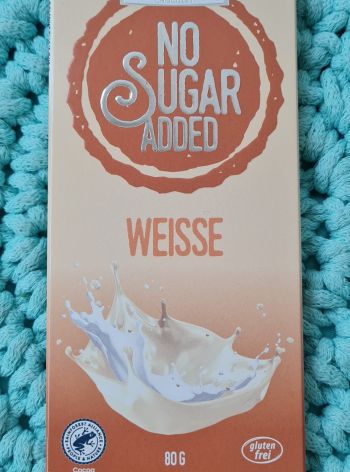 NO
SUGAR
ADDED
WEISSE
80 G
gluten
frei
Cocoa